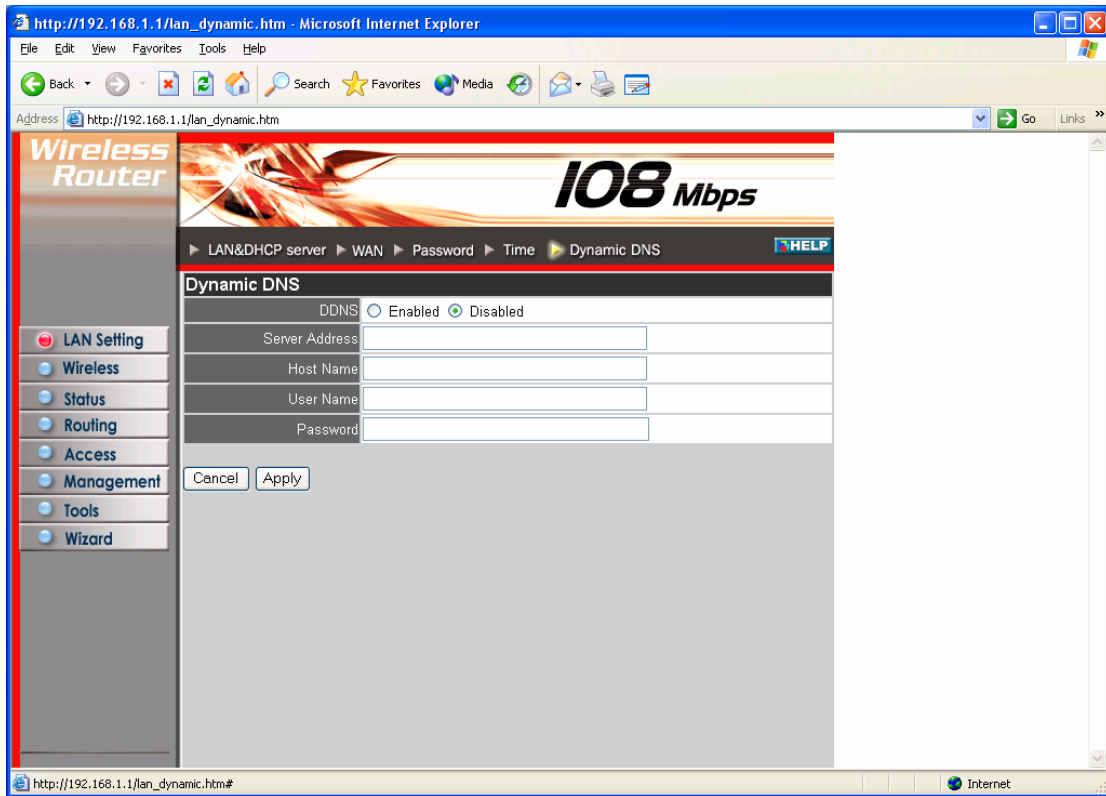 http://192.168.1.1/lan_dynamic.htm - Microsoft Internet Explorer
File Edit View Favorites Tools Help
Back Search Favorites Media
Address http://192.168.1.1/lan_dynamic.htm Go Links »
Wireless
Router
108 Mbps
LAN&DHCP server WAN Password Time Dynamic DNS HELP
Dynamic DNS
DDNS Enabled Disabled
Server Address
Host Name
User Name
Password
Cancel Apply
LAN Setting
Wireless
Status
Routing
Access
Management
Tools
Wizard
http://192.168.1.1/lan_dynamic.htm# Internet